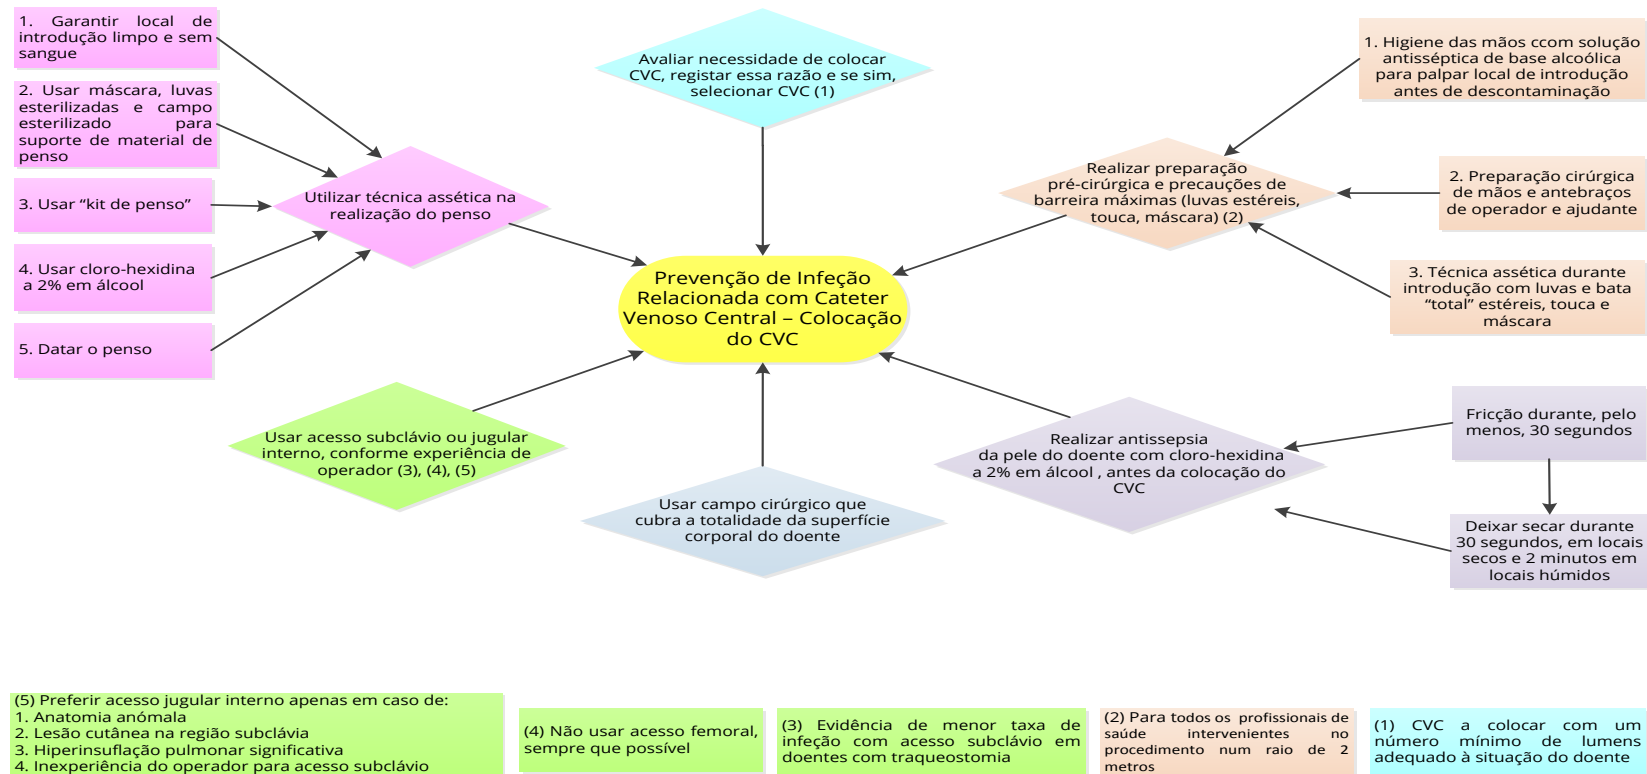 1. Garantir local de
introdução limpo e sem
sangue
2. Usar máscara, luvas
esterilizadas e campo
esterilizado para
suporte de material de
penso
3. Usar “kit de penso”
4. Usar cloro-hexidina
a 2% em álcool
5. Datar o penso
Utilizar técnica assética na
realização do penso
Avaliar necessidade de colocar
CVC, registar essa razão e se sim,
selecionar CVC (1)
1. Higiene das mãos ccom solução
antisséptica de base alcoólica
para palpar local de introdução
antes de descontaminação
Realizar preparação
pré-cirúrgica e precauções de
barreira máximas (luvas estéreis,
touca, máscara) (2)
2. Preparação cirúrgica
de mãos e antebraços
de operador e ajudante
3. Técnica assética durante
introdução com luvas e bata
“total” estéreis, touca e
máscara
Prevenção de Infeção
Relacionada com Cateter
Venoso Central – Colocação
do CVC
Usar acesso subclávio ou jugular
interno, conforme experiência de
operador (3), (4), (5)
Usar campo cirúrgico que
cubra a totalidade da superfície
corporal do doente
Realizar antissepsia
da pele do doente com cloro-hexidina
a 2% em álcool , antes da colocação do
CVC
Fricção durante, pelo
menos, 30 segundos
Deixar secar durante
30 segundos, em locais
secos e 2 minutos em
locais húmidos
(5) Preferir acesso jugular interno apenas em caso de:
1. Anatomia anómala
2. Lesão cutânea na região subclávia
3. Hiperinsuflação pulmonar significativa
4. Inexperiência do operador para acesso subclávio
(4) Não usar acesso femoral,
sempre que possível
(3) Evidência de menor taxa de
infeção com acesso subclávio em
doentes com traqueostomia
(2) Para todos os profissionais de
saúde intervenientes no
procedimento num raio de 2
metros
(1) CVC a colocar com um
número mínimo de lumens
adequado à situação do doente